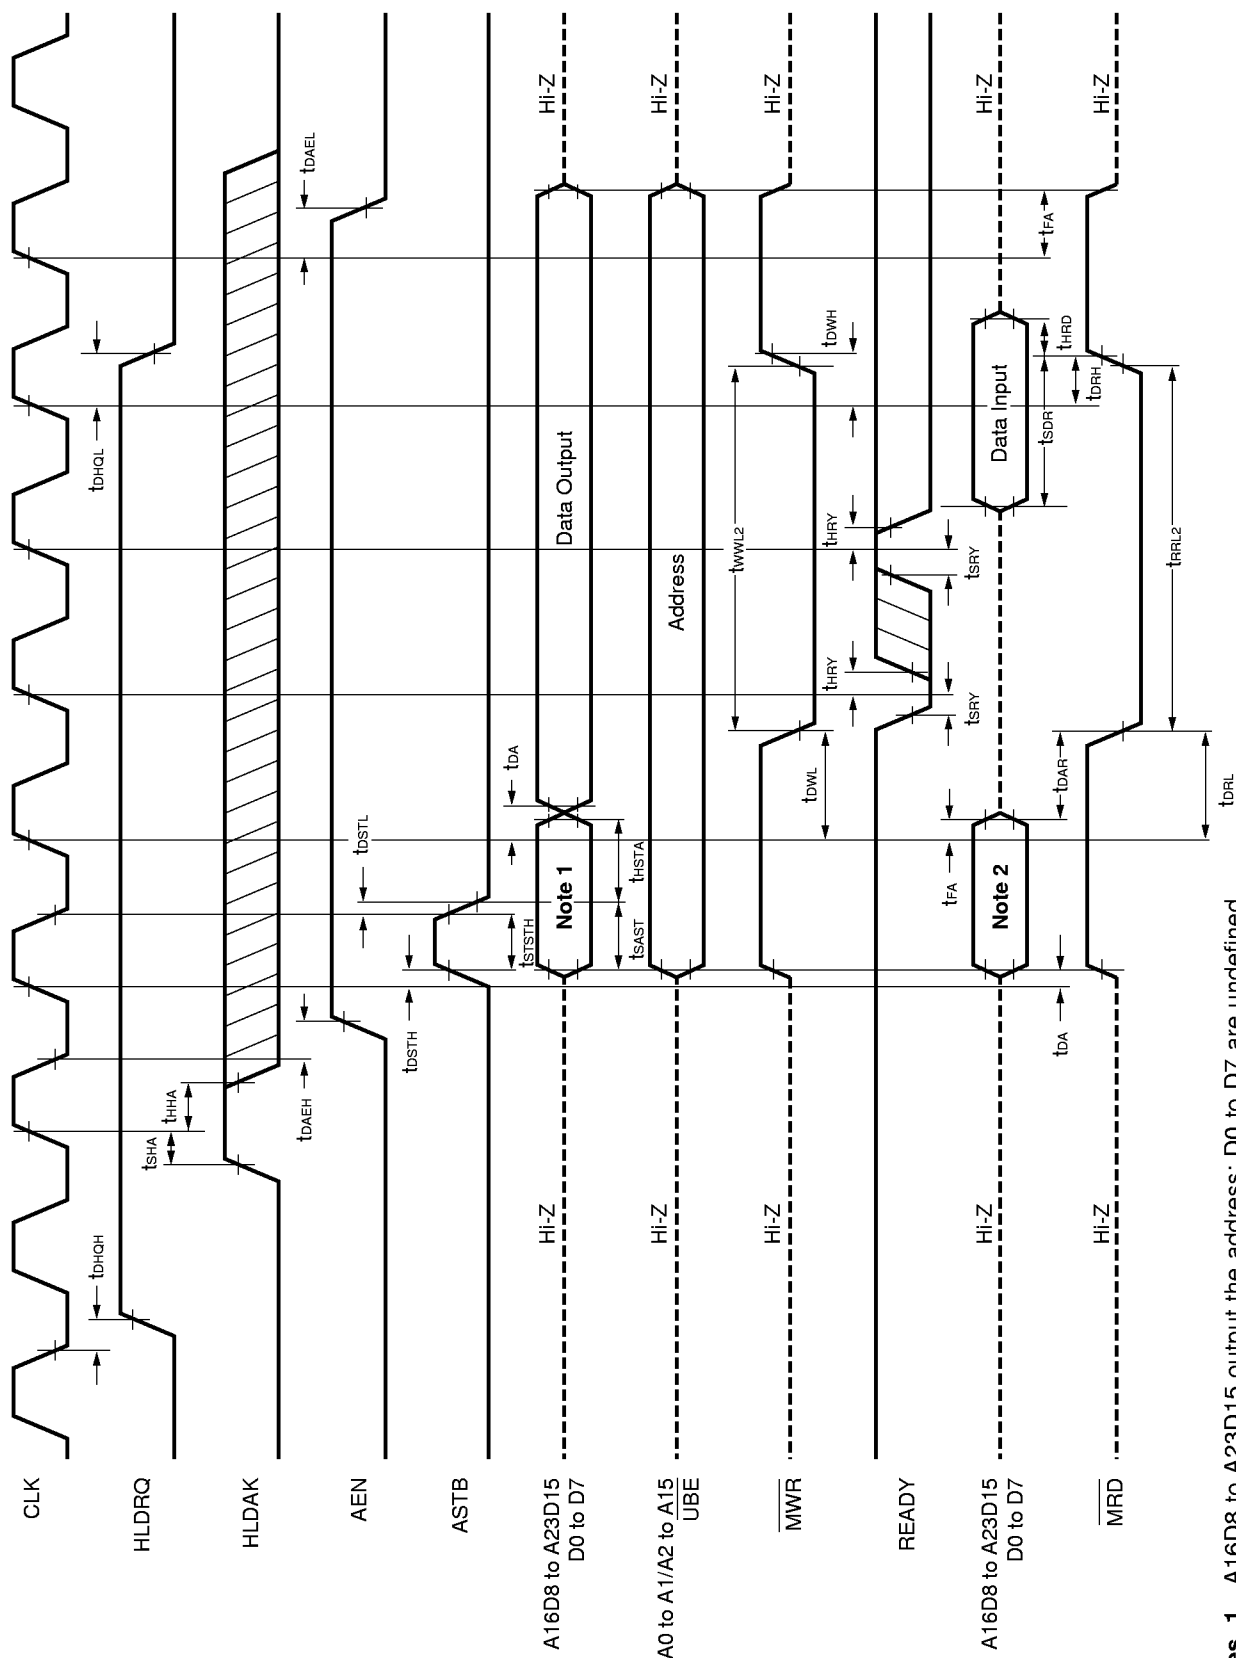 CLK
tDHQH
tDHQL
HLDRQ
tSHA
tHHA
HLDAK
tDAEH
tDAEL
AEN
tDSTL
tDSTH
ASTB
tSTSTH
tDA
A16D8 to A23D15
D0 to D7
Hi-Z
Note 1
Data Output
Hi-Z
tSAST
tHSTA
A0 to A1/A2 to A15
UBE
Hi-Z
Address
Hi-Z
tWWL2
MWR
Hi-Z
Hi-Z
tDWL
tHRY
tHRY
tDWH
READY
tSRY
tSRY
tFA
A16D8 to A23D15
D0 to D7
Hi-Z
Note 2
Data Input
Hi-Z
tDA
tDAR
tSDR
tHRD
tFA
tDRH
MRD
Hi-Z
Hi-Z
tRRL2
tDRL
es 1. A16D8 to A23D15 output the address; D0 to D7 are undefined